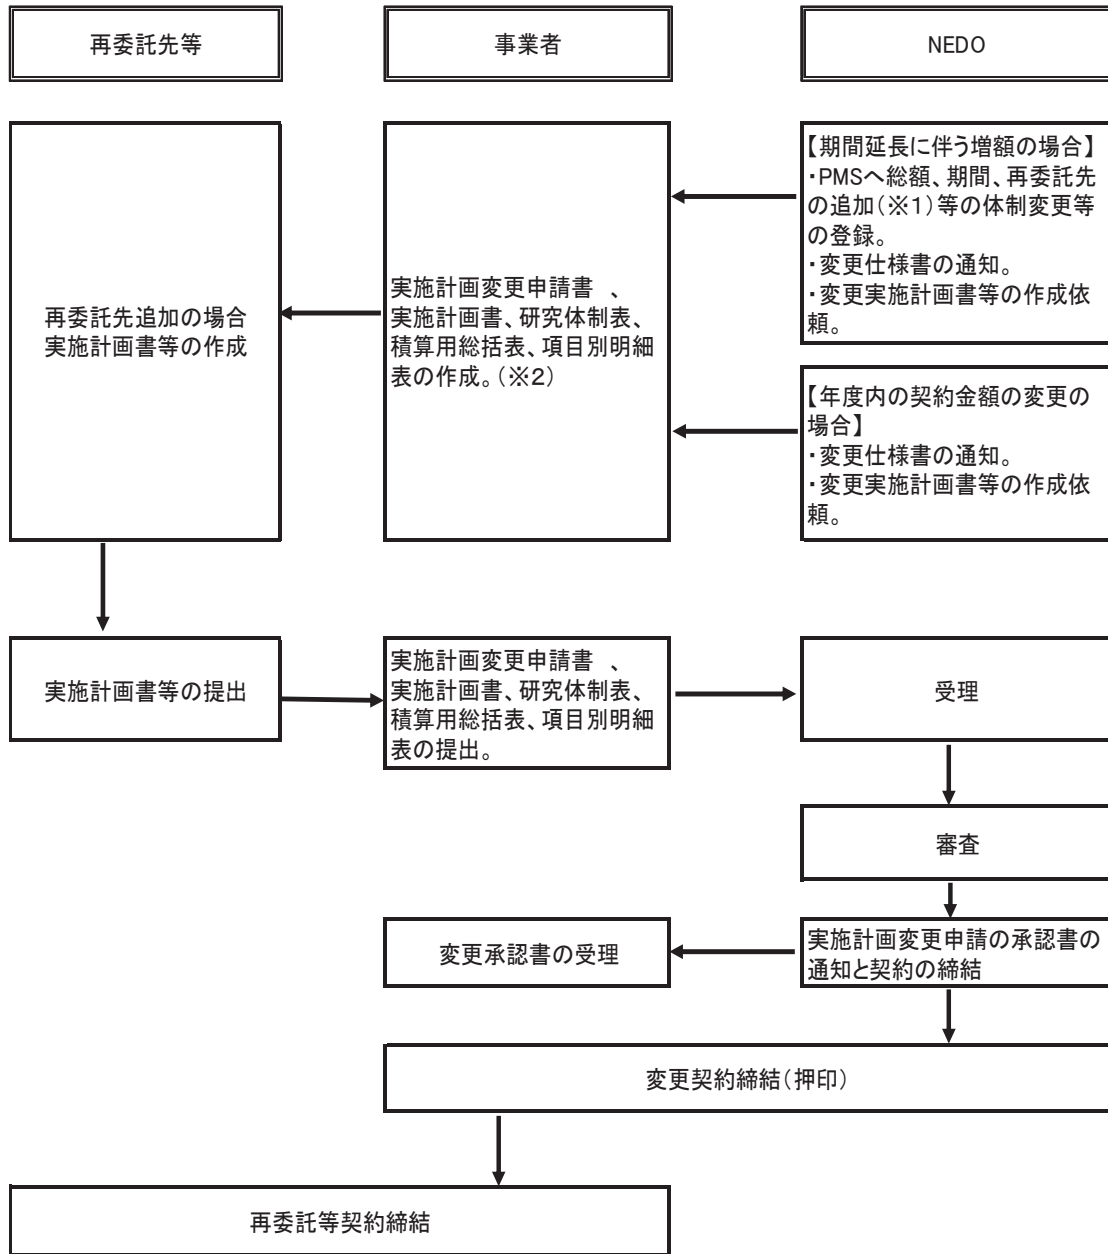 再委託先等
事業者
NEDO
【期間延長に伴う増額の場合】
・PMSへ総額、期間、再委託先
の追加(※1)等の体制変更等
の登録。
・変更仕様書の通知。
・変更実施計画書等の作成依
頼。
実施計画変更申請書 、
実施計画書、研究体制表、
積算用総括表、項目別明細
表の作成。(※2)
再委託先追加の場合
実施計画書等の作成
【年度内の契約金額の変更の
場合】
・変更仕様書の通知。
・変更実施計画書等の作成依
頼。
実施計画書等の提出
実施計画変更申請書 、
実施計画書、研究体制表、
積算用総括表、項目別明細
表の提出。
受理
審査
実施計画変更申請の承認書の
通知と契約の締結
変更承認書の受理
変更契約締結(押印)
再委託等契約締結